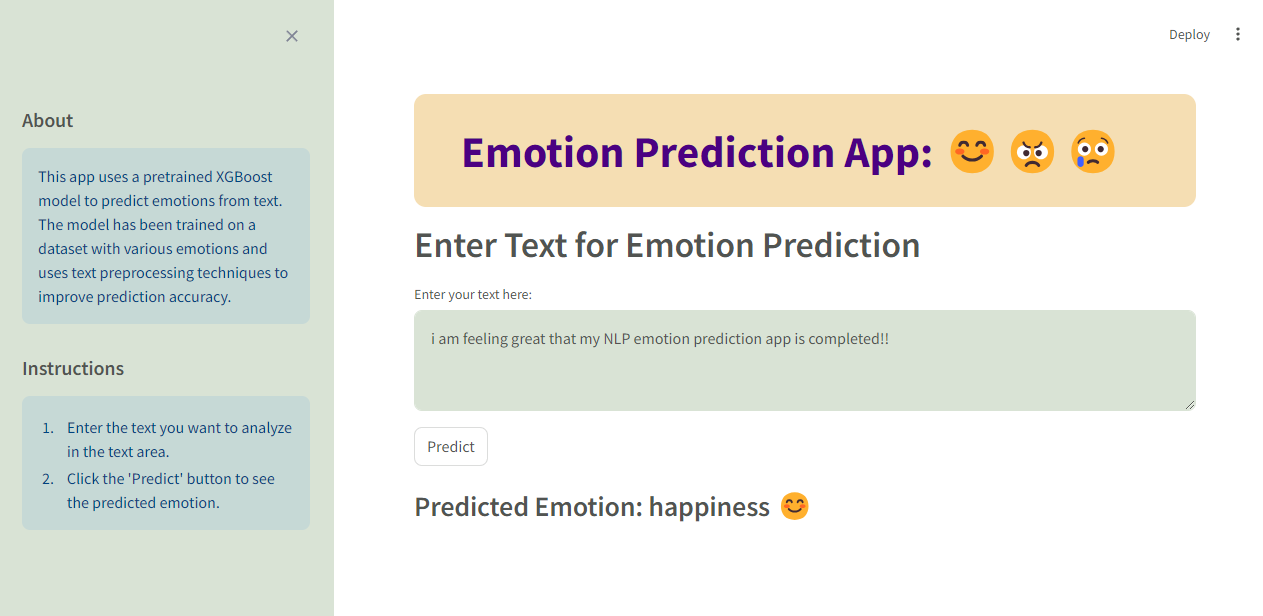 Deploy
About
This app uses a pretrained XGBoost
model to predict emotions from text.
The model has been trained on a
dataset with various emotions and
uses text preprocessing techniques to
improve prediction accuracy.
Instructions
1. Enter the text you want to analyze
in the text area.
2. Click the 'Predict' button to see
the predicted emotion.
Emotion Prediction App: 😊 😠 😢
Enter Text for Emotion Prediction
Enter your text here:
i am feeling great that my NLP emotion prediction app is completed!!
Predict
Predicted Emotion: happiness 😊